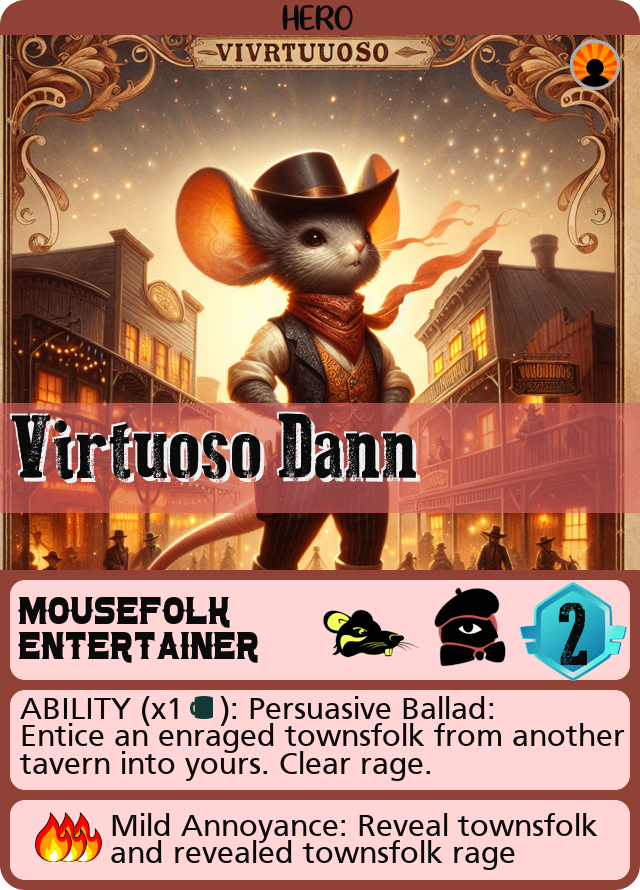 HERO
VIVRTUUOSO
Virtuoso Dann
MOUSEFOLK
ENTERTAINER
2
ABILITY (x1 ): Persuasive Ballad:
Entice an enraged townsfolk from another
tavern into yours. Clear rage.
Mild Annoyance: Reveal townsfolk
and revealed townsfolk rage